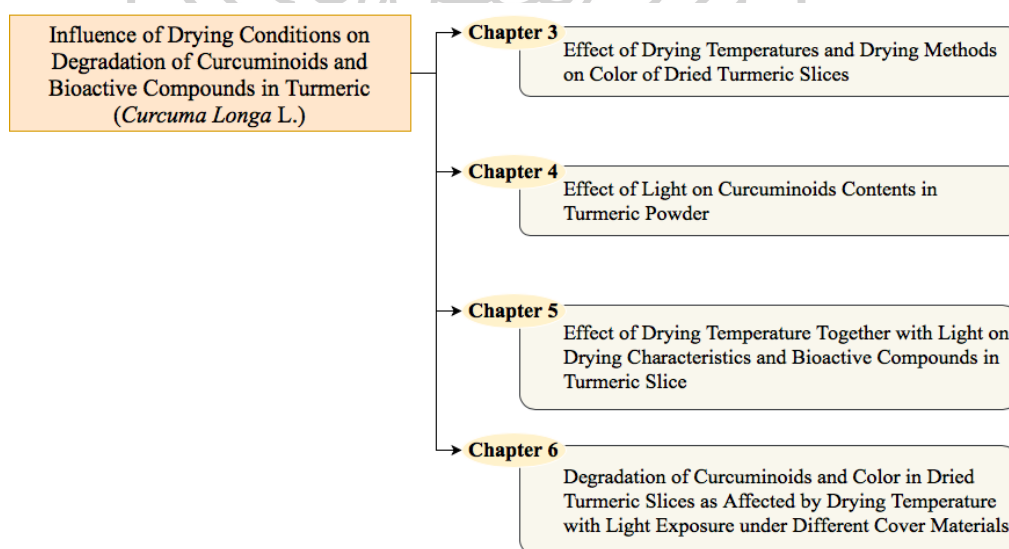 Influence of Drying Conditions on
Degradation of Curcuminoids and
Bioactive Compounds in Turmeric
(Curcuma Longa L.)
Chapter 3
Effect of Drying Temperatures and Drying Methods
on Color of Dried Turmeric Slices
Chapter 4
Effect of Light on Curcuminoids Contents in
Turmeric Powder
Chapter 5
Effect of Drying Temperature Together with Light on
Drying Characteristics and Bioactive Compounds in
Turmeric Slice
Chapter 6
Degradation of Curcuminoids and Color in Dried
Turmeric Slices as Affected by Drying Temperature
with Light Exposure under Different Cover Materials